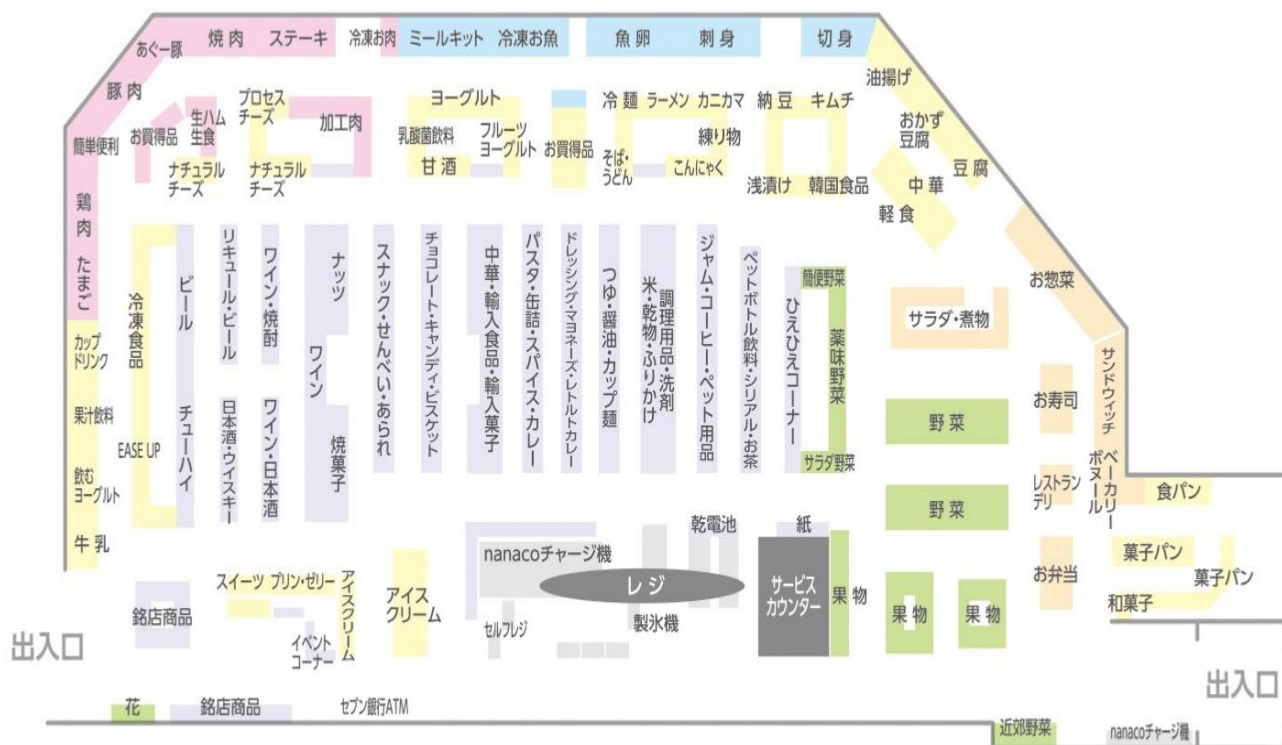 あぐー豚
焼肉
ステーキ
冷凍お肉
ミールキット
冷凍お魚
魚卵
刺身
切身
豚肉
簡単便利
鶏肉
たまご
お買得品
生ハム
生食
ナチュラル
チーズ
プロセス
チーズ
加工肉
ナチュラル
チーズ
ヨーグルト
乳酸菌飲料
フルーツ
ヨーグルト
甘酒
お買得品
冷麺
ラーメン
カニカマ
練り物
そば・
うどん
こんにゃく
納豆
キムチ
浅漬け
韓国食品
油揚げ
おかず
豆腐
豆腐
中華
軽食
カップ
ドリンク
果汁飲料
飲む
ヨーグルト
牛乳
冷凍食品
EASE UP
ビール
チューハイ
リキュール・ビール
日本酒・ウイスキー
ワイン・焼酎
ワイン・日本酒
ナッツ
ワイン
焼菓子
スナック・せんべい・あられ
チョコレート・キャンディ・ビスケット
中華・輸入食品・輸入菓子
パスタ・缶詰・スパイス・カレー
ドレッシング・マヨネーズ・レトルトカレー
つゆ・醤油・カップ麺
調理用品・洗剤
米・乾物・ふりかけ
ジャム・コーヒー・ペット用品
ペットボトル飲料・シリアル・お茶
ひえひえコーナー
簡便野菜
薬味野菜
サラダ野菜
サラダ・煮物
お惣菜
サンドウィッチ
お寿司
野菜
野菜
レストラン
デリ
ベーカリー
ボヌール
食パン
菓子パン
菓子パン
和菓子
お弁当
銘店商品
スイーツ
プリン・ゼリー
アイスクリーム
イベント
コーナー
アイス
クリーム
nanacoチャージ機
乾電池
紙
レジ
セルフレジ
製氷機
サービス
カウンター
果物
果物
果物
出入口
出入口
花
銘店商品
セブン銀行ATM
近郊野菜
nanacoチャージ機